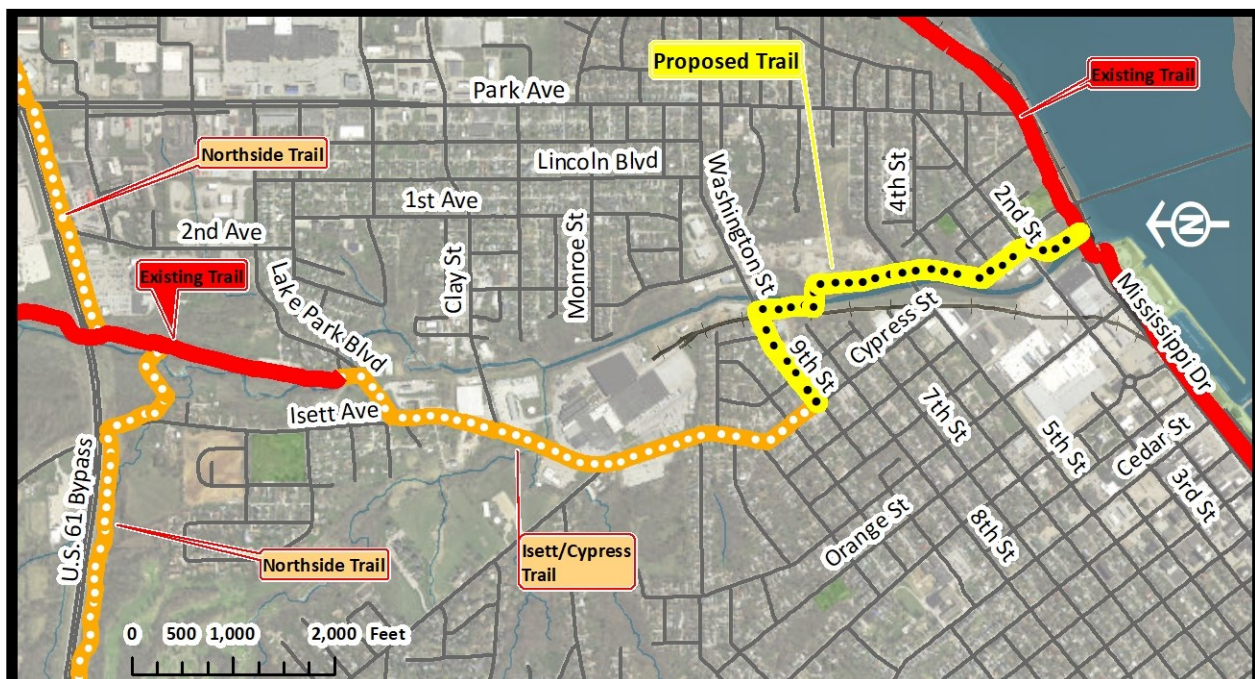 Proposed Trail
Existing Trail
Park Ave
Northside Trail
Lincoln Blvd
Washington St
4th St
1st Ave
2nd St
2nd Ave
Monroe St
N
Clay St
Existing Trail
Lake Park Blvd
Mississippi Dr
Cypress St
9th St
Isett Ave
7th St
5th St
Cedar St
3rd St
U.S. 61 Bypass
Orange St
8th St
Northside Trail
Isett/Cypress
Trail
0 500 1,000 2,000 Feet